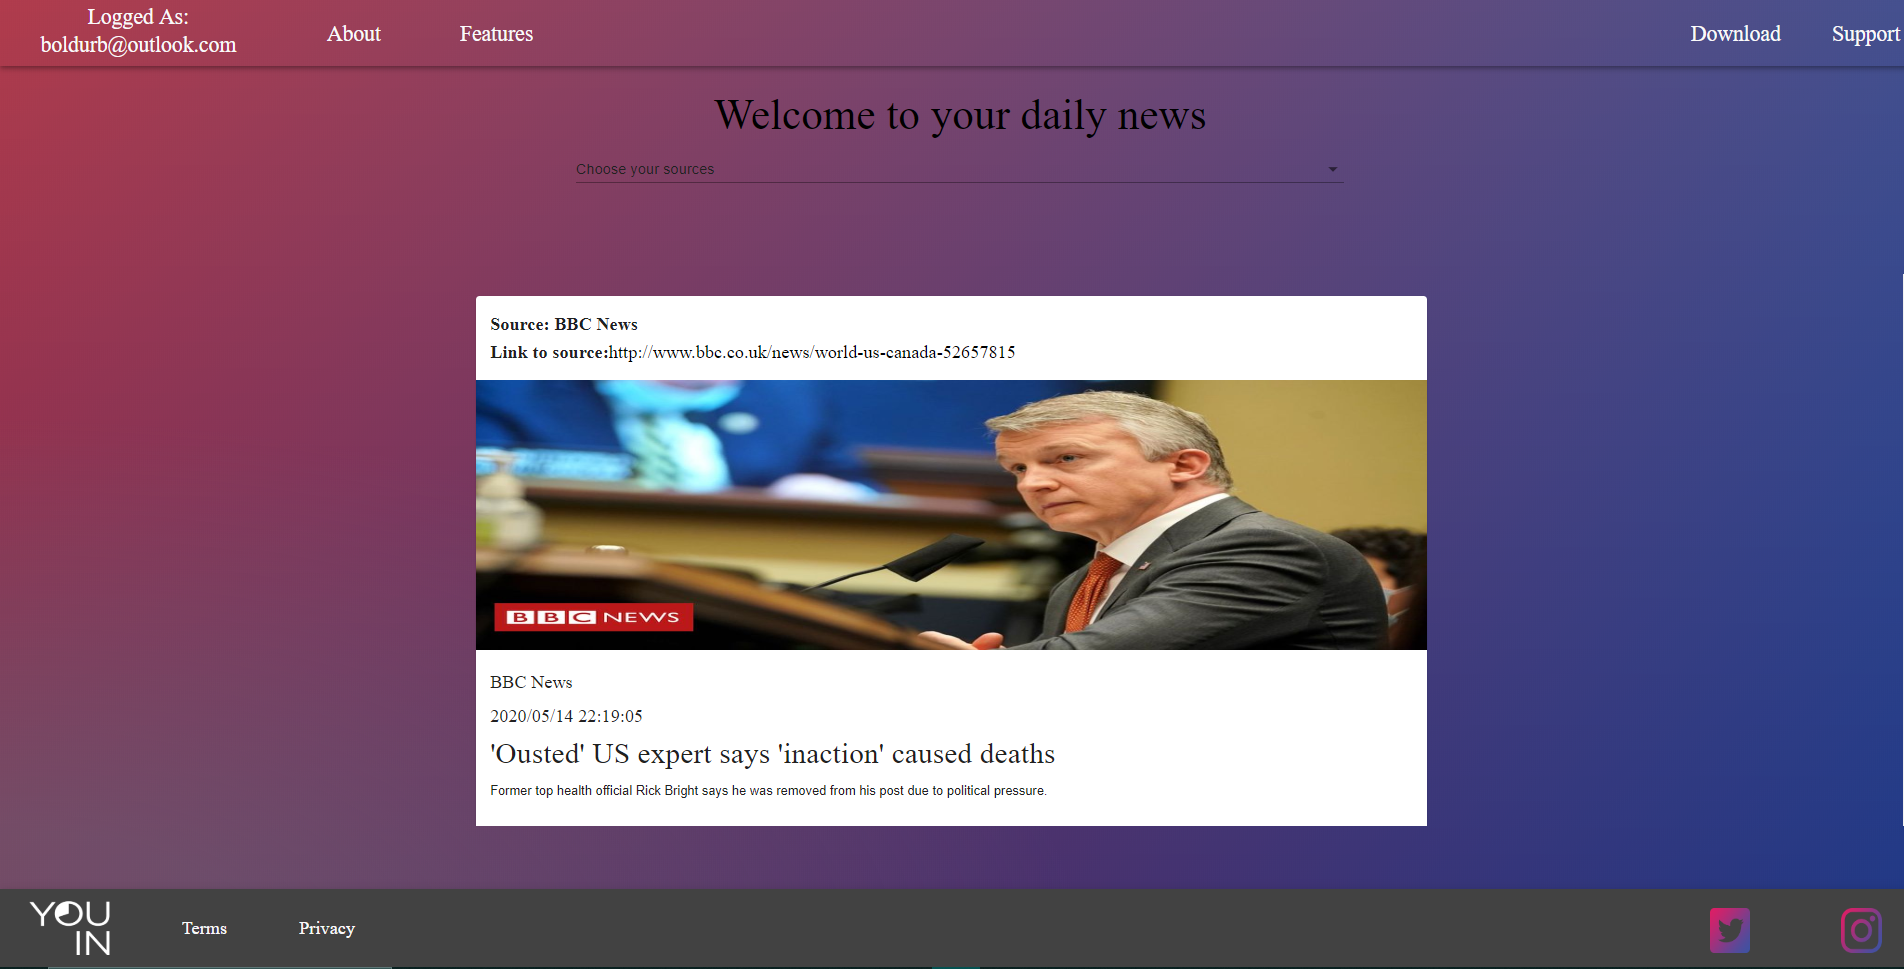 Logged As:
boldurb@outlook.com
About
Features
Download
Support
Welcome to your daily news
Choose your sources
Source: BBC News
Link to source:http://www.bbc.co.uk/news/world-us-canada-52657815
BBC NEWS
BBC News
2020/05/14 22:19:05
'Ousted' US expert says 'inaction' caused deaths
Former top health official Rick Bright says he was removed from his post due to political pressure.
YOU
IN
Terms
Privacy